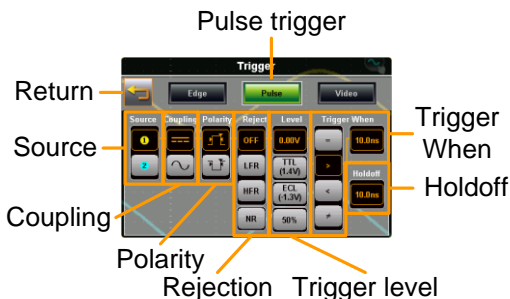 Pulse trigger
Trigger
Return
Edge
Pulse
Video
Source
Coupling
Polarity
Reject
Level
Trigger When
Source
1
2
OFF
LFR
HFR
NR
0.00V
TTL
(1.4V)
ECL
(-1.3V)
50%
=
>
<
≠
10.0ns
Holdoff
10.0ns
Trigger
When
Holdoff
Coupling
Polarity
Rejection
Trigger level